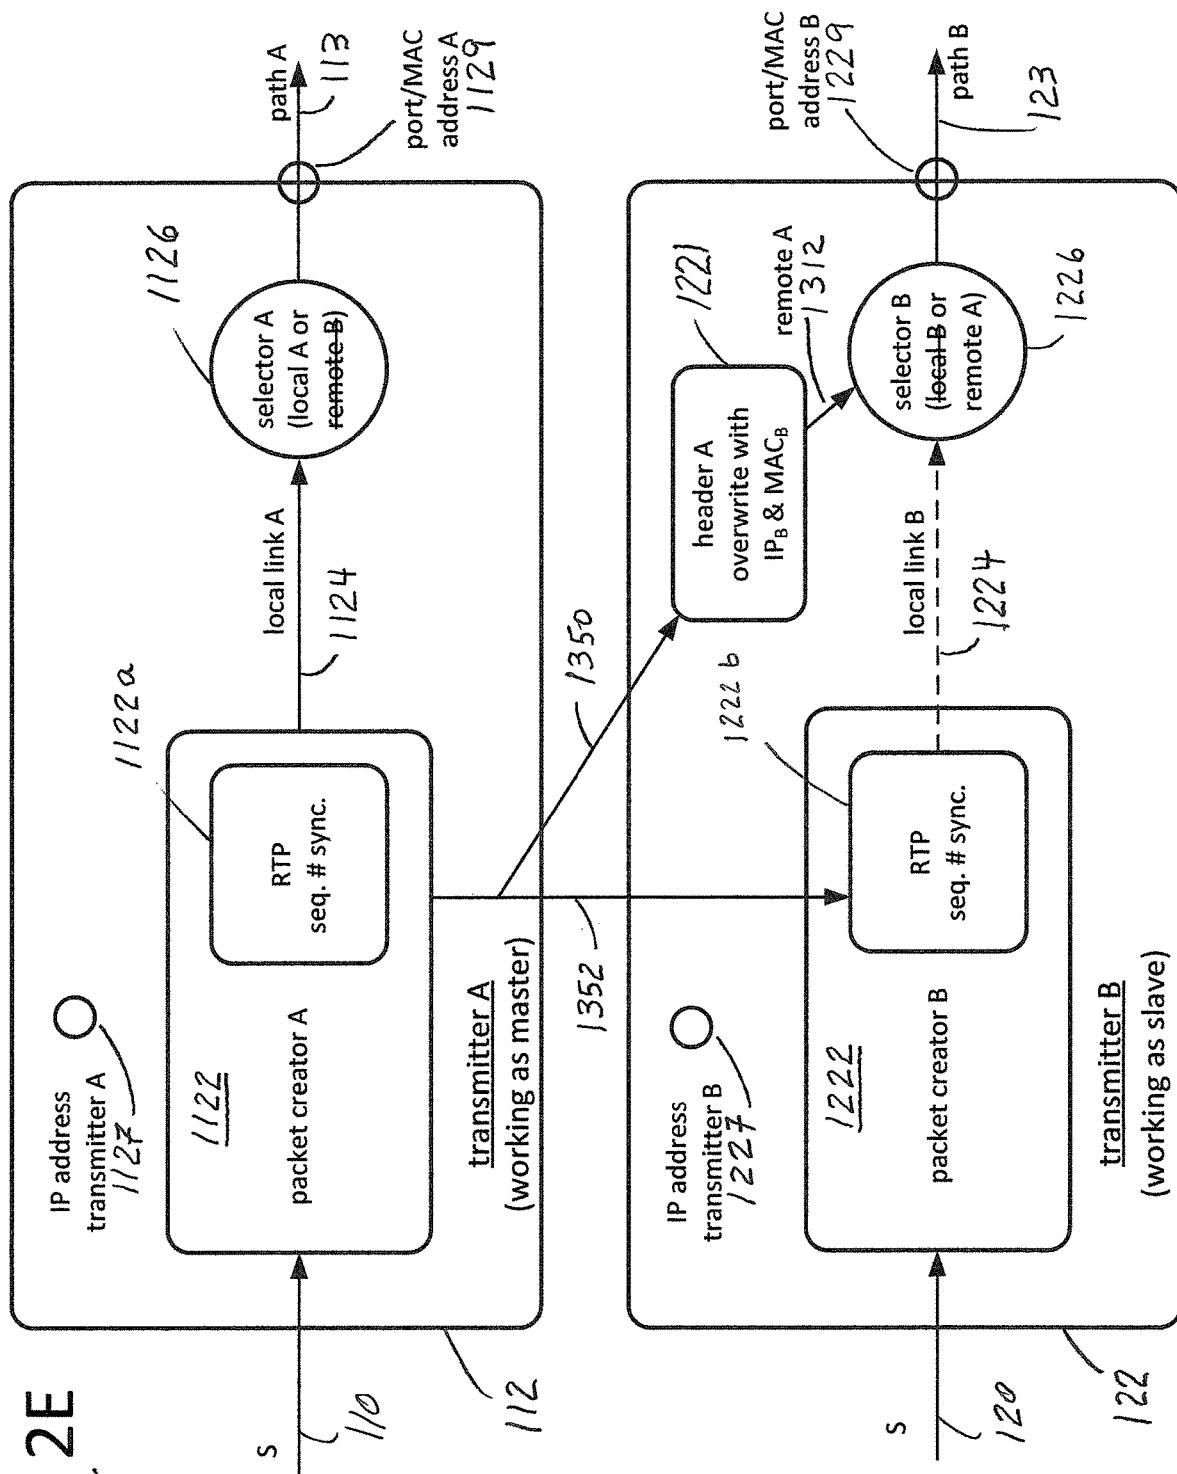 2E
S
110
112
IP address
transmitter A
1127
1122
packet creator A
RTP
seq. # sync.
1122a
transmitter A
(working as master)
local link A
1124
selector A
(local A or
remote B)
1126
path A
113
port/MAC
address A
1129
1350
1352
S
120
122
IP address
transmitter B
1227
1222
packet creator B
RTP
seq. # sync.
1222b
transmitter B
(working as slave)
header A
overwrite with
IPB & MACB
1221
remote A
1312
local link B
1224
selector B
(local B or
remote A)
1226
port/MAC
address B
1229
path B
123